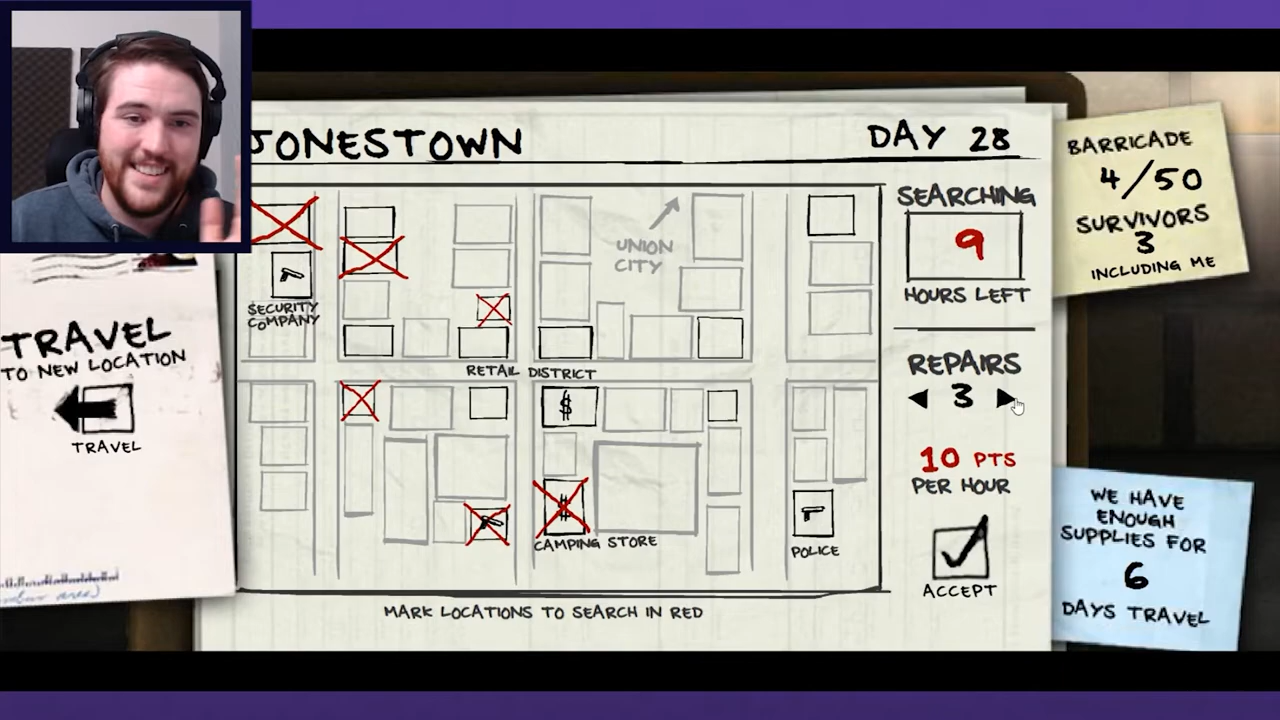 JONESTOWN
DAY 28
SEARCHING
9
HOURS LEFT
REPAIRS
3
10 PTS
PER HOUR
ACCEPT
UNION
CITY
SECURITY
COMPANY
RETAIL DISTRICT
$
$
CAMPING STORE
POLICE
MARK LOCATIONS TO SEARCH IN RED
TRAVEL
TO NEW LOCATION
TRAVEL
BARRICADE
4/50
SURVIVORS
3
INCLUDING ME
WE HAVE
ENOUGH
SUPPLIES FOR
6
DAYS TRAVEL